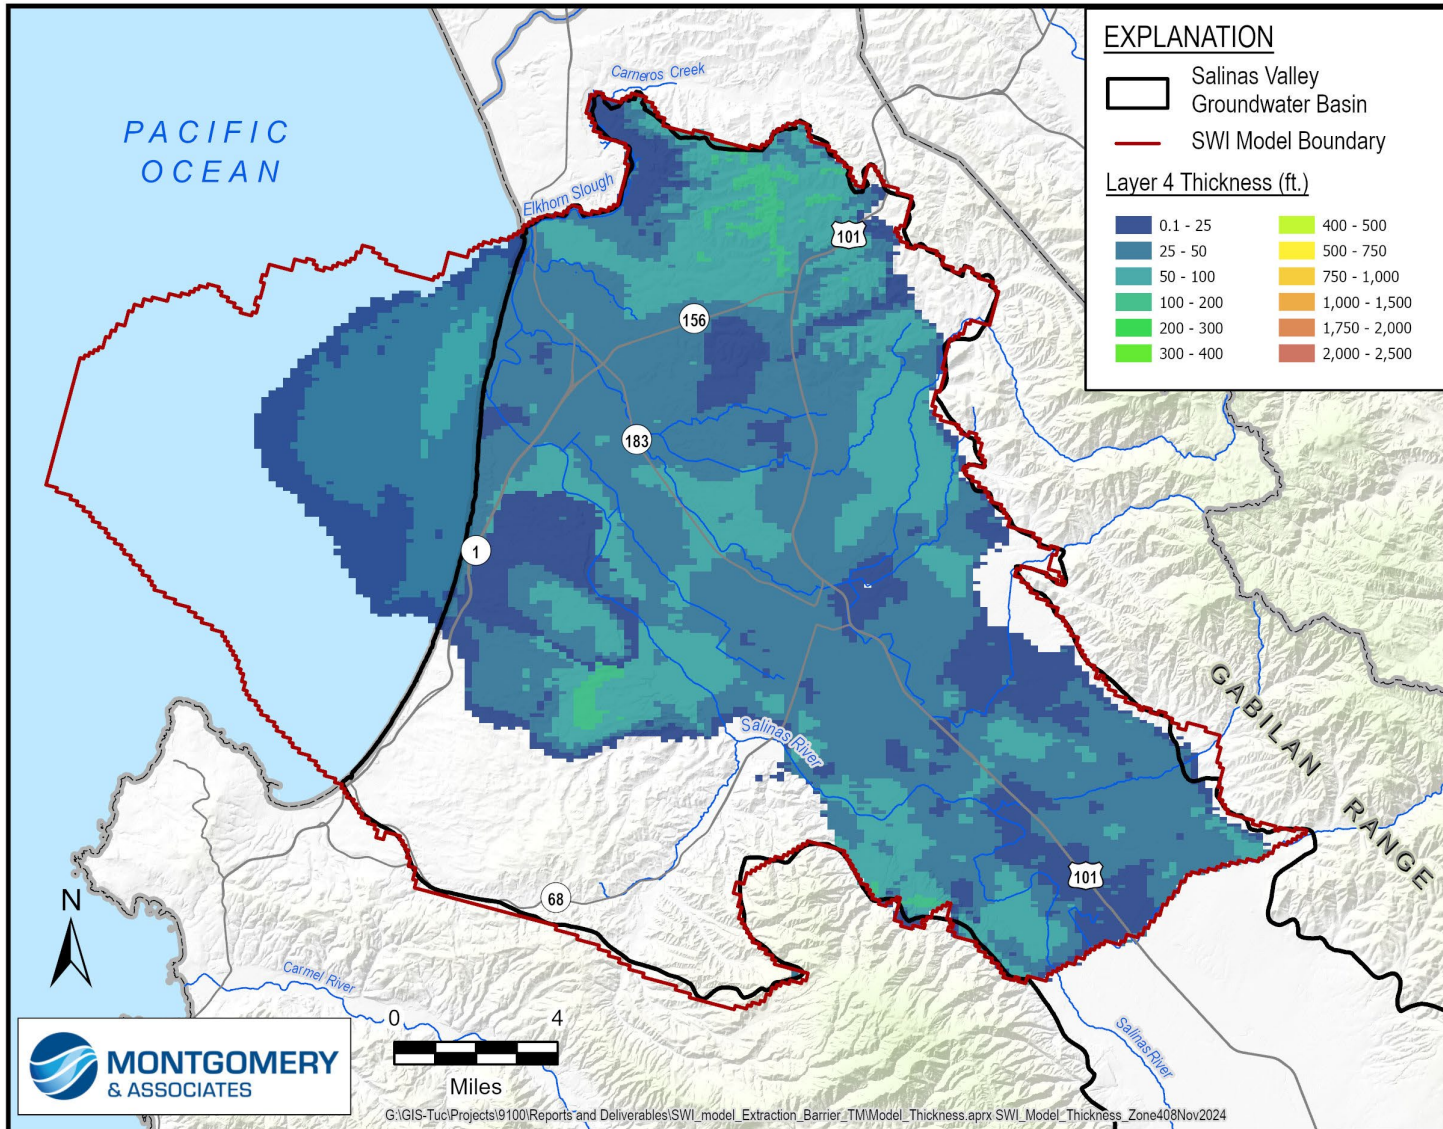 EXPLANATION
Salinas Valley
Groundwater Basin
SWI Model Boundary
Layer 4 Thickness (ft.)
0.1 - 25
25 - 50
50 - 100
100 - 200
200 - 300
300 - 400
400 - 500
500 - 750
750 - 1,000
1,000 - 1,500
1,750 - 2,000
2,000 - 2,500
Carneros Creek
PACIFIC
OCEAN
Elkhorn Slough
101
156
183
1
Salinas River
GABILAN RANGE
101
68
N
Carmel River
0 4
Miles
Salinas River
MONTGOMERY
& ASSOCIATES
G:\GIS-Tuc\Projects\9100\Reports and Deliverables\SWI_model_Extraction_Barrier_TM\Model_Thickness.aprx SWI_Model_Thickness_Zone408Nov2024